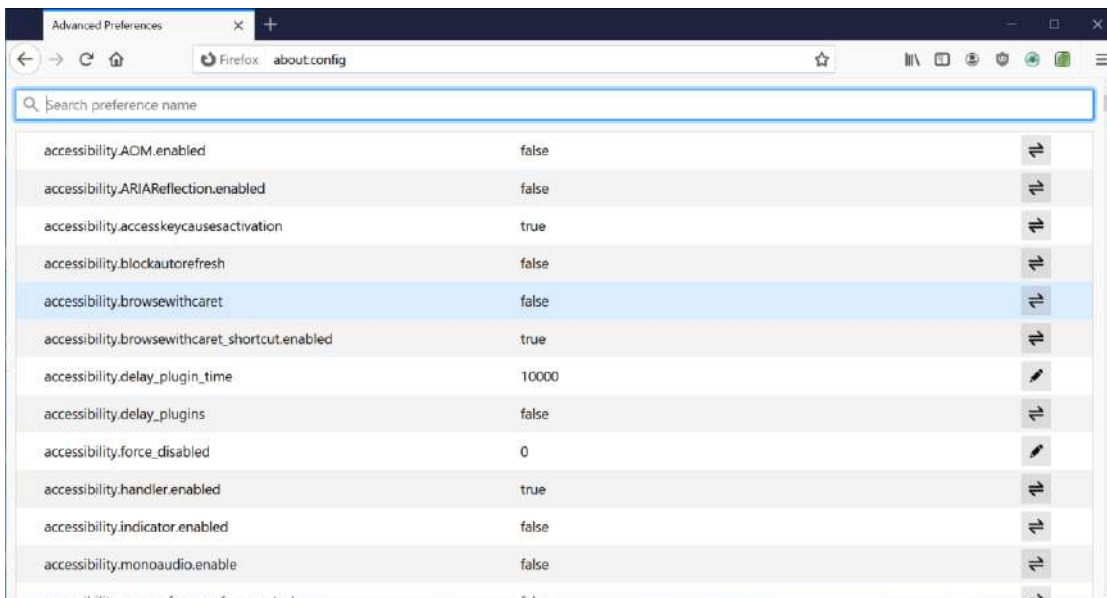 Advanced Preferences
Firefox about:config
Search preference name
accessibility.AOM.enabled false
accessibility.ARIAReflection.enabled false
accessibility.accesskeycausesactivation true
accessibility.blockautorefresh false
accessibility.browsewithcaret false
accessibility.browsewithcaret_shortcut.enabled true
accessibility.delay_plugin_time 10000
accessibility.delay_plugins false
accessibility.force_disabled 0
accessibility.handler.enabled true
accessibility.indicator.enabled false
accessibility.monoaudio.enable false